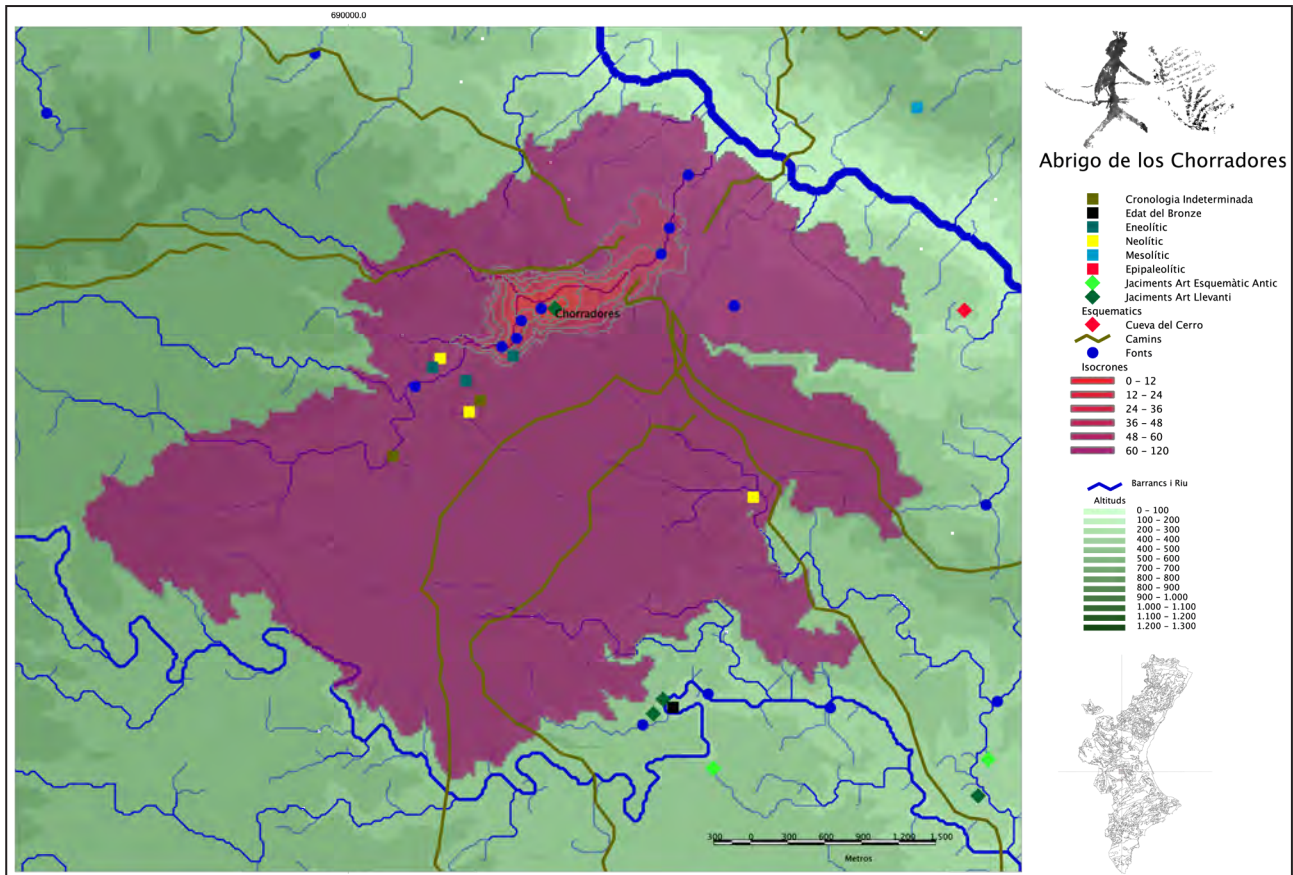 690000.0
Abrigo de los Chorradores
Cronologia Indeterminada
Edat del Bronze
Eneolític
Neolític
Mesolític
Epipaleolític
Jaciments Art Esquemàtic Antic
Jaciments Art Llevanti
Esquematics
Cueva del Cerro
Camins
Fonts
Isocrones
0 - 12
12 - 24
24 - 36
36 - 48
48 - 60
60 - 120
Barrancs i Riu
Altituds
0 - 100
100 - 200
200 - 300
400 - 400
400 - 500
500 - 600
700 - 700
800 - 800
800 - 900
900 - 1.000
1.000 - 1.100
1.100 - 1.200
1.200 - 1.300
Chorradores
300 0 300 600 900 1.200 1.500
Metros